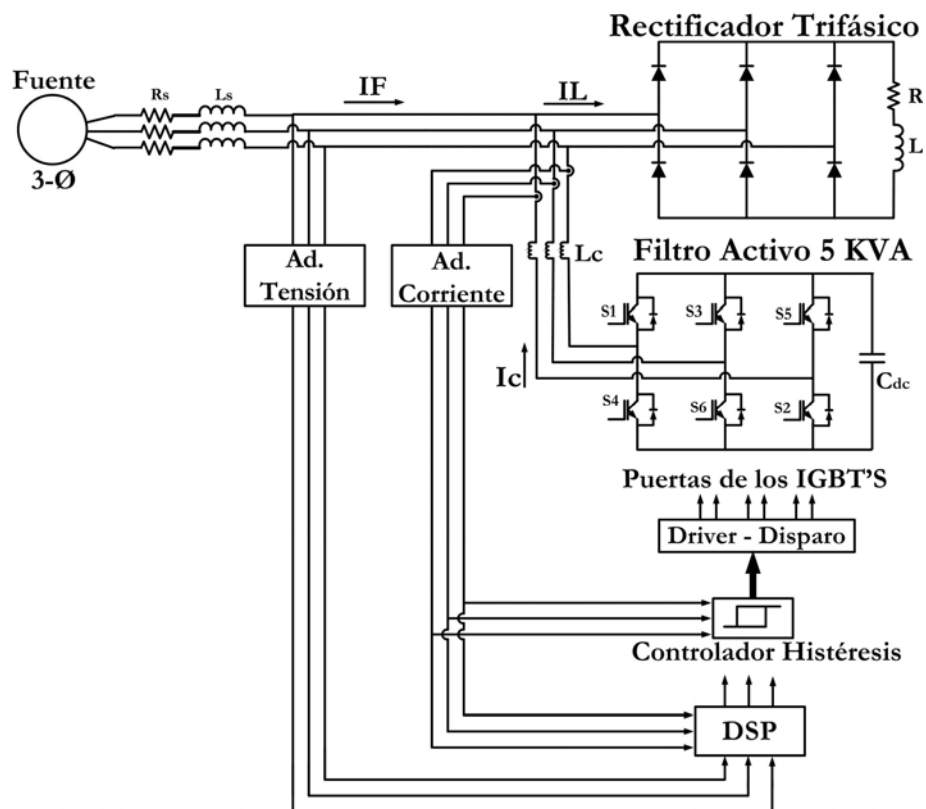 Rectificador Trifásico
Fuente
Rs
Ls
IF
IL
R
L
3-Ø
Ad.
Tensión
Ad.
Corriente
Lc
Filtro Activo 5 KVA
S1
S3
S5
Ic
Cdc
S4
S6
S2
Puertas de los IGBT'S
Driver - Disparo
Controlador Histéresis
DSP